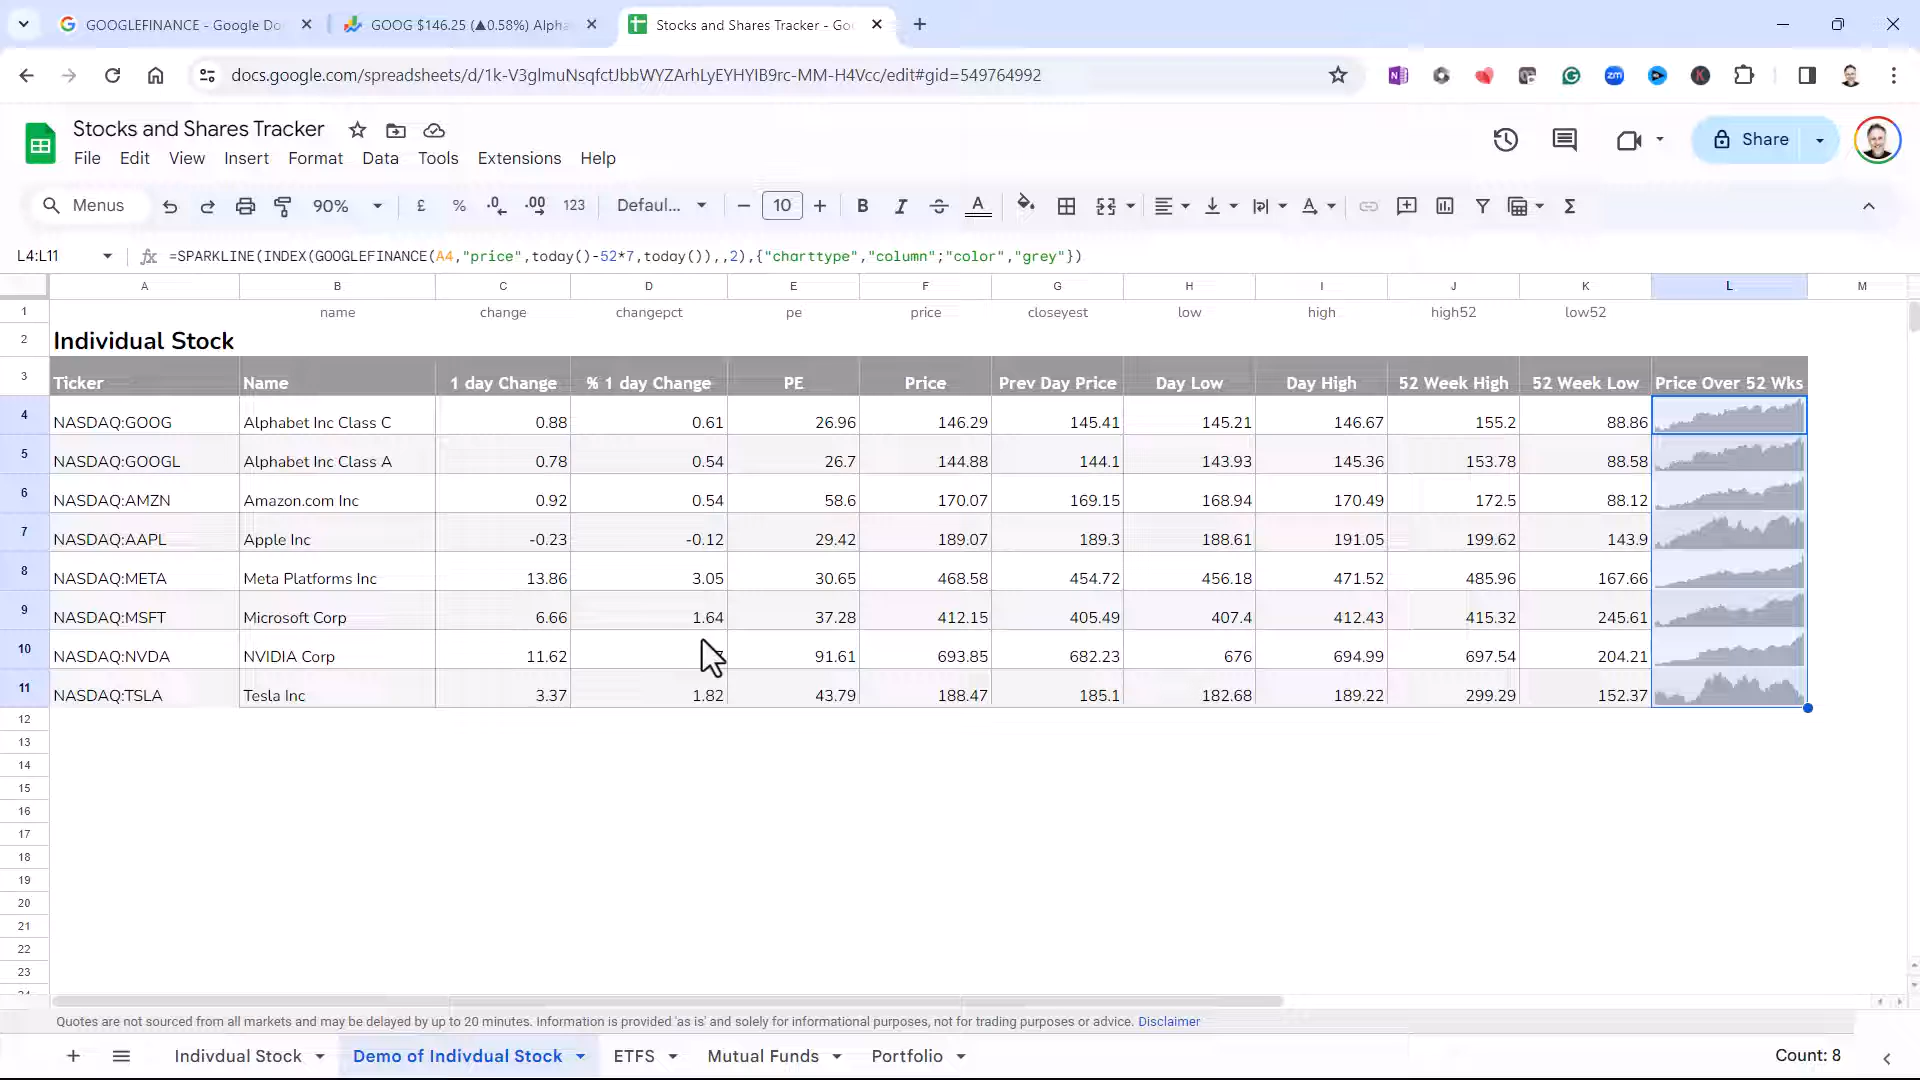 GOOGLEFINANCE - Google Do
GOOG $146.25 (▲0.58%) Alpha
Stocks and Shares Tracker - Goo
docs.google.com/spreadsheets/d/1k-V3glmuNsqfctJbbWYZArhLyEYHYIB9rc-MM-H4Vcc/edit#gid=549764992
Stocks and Shares Tracker
File Edit View Insert Format Data Tools Extensions Help
Share
Menus 90% £ % .0 .00 123 Defaul... 10 B I A Σ
L4:L11 fx =SPARKLINE(INDEX(GOOGLEFINANCE(A4,"price",today()-52*7,today()),,2),{"charttype","column";"color","grey"})
A B C D E F G H I J K L M
1 name change changepct pe price closeyest low high high52 low52
2 Individual Stock
3 Ticker Name 1 day Change % 1 day Change PE Price Prev Day Price Day Low Day High 52 Week High 52 Week Low Price Over 52 Wks
4 NASDAQ:GOOG Alphabet Inc Class C 0.88 0.61 26.96 146.29 145.41 145.21 146.67 155.2 88.86
5 NASDAQ:GOOGL Alphabet Inc Class A 0.78 0.54 26.7 144.88 144.1 143.93 145.36 153.78 88.58
6 NASDAQ:AMZN Amazon.com Inc 0.92 0.54 58.6 170.07 169.15 168.94 170.49 172.5 88.12
7 NASDAQ:AAPL Apple Inc -0.23 -0.12 29.42 189.07 189.3 188.61 191.05 199.62 143.9
8 NASDAQ:META Meta Platforms Inc 13.86 3.05 30.65 468.58 454.72 456.18 471.52 485.96 167.66
9 NASDAQ:MSFT Microsoft Corp 6.66 1.64 37.28 412.15 405.49 407.4 412.43 415.32 245.61
10 NASDAQ:NVDA NVIDIA Corp 11.62 91.61 693.85 682.23 676 694.99 697.54 204.21
11 NASDAQ:TSLA Tesla Inc 3.37 1.82 43.79 188.47 185.1 182.68 189.22 299.29 152.37
12
13
14
15
16
17
18
19
20
21
22
23
Quotes are not sourced from all markets and may be delayed by up to 20 minutes. Information is provided 'as is' and solely for informational purposes, not for trading purposes or advice. Disclaimer
Indivdual Stock Demo of Indivdual Stock ETFS Mutual Funds Portfolio Count: 8